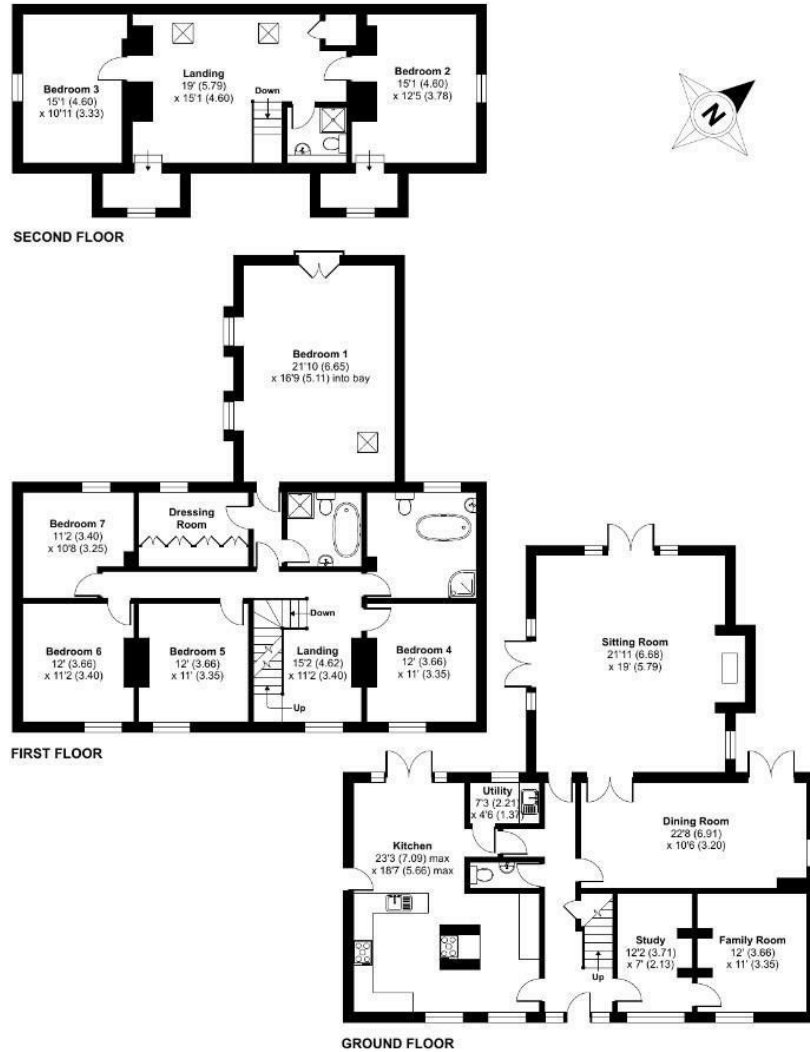 Bedroom 3
15'1 (4.60)
x 10'11 (3.33)
Landing
19' (5.79)
x 15'1 (4.60)
Down
Bedroom 2
15'1 (4.60)
x 12'5 (3.78)
N
SECOND FLOOR
Bedroom 1
21'10 (6.65)
x 16'9 (5.11) into bay
Bedroom 7
11'2 (3.40)
x 10'8 (3.25)
Dressing
Room
Bedroom 6
12' (3.66)
x 11'2 (3.40)
Bedroom 5
12' (3.66)
x 11' (3.35)
Down
Landing
15'2 (4.62)
x 11'2 (3.40)
Up
Bedroom 4
12' (3.66)
x 11' (3.35)
FIRST FLOOR
Sitting Room
21'11 (6.68)
x 19' (5.79)
Utility
7'3 (2.21)
x 4'6 (1.37)
Kitchen
23'3 (7.09) max
x 18'7 (5.66) max
Dining Room
22'8 (6.91)
x 10'6 (3.20)
Up
Study
12'2 (3.71)
x 7' (2.13)
Family Room
12' (3.66)
x 11' (3.35)
GROUND FLOOR